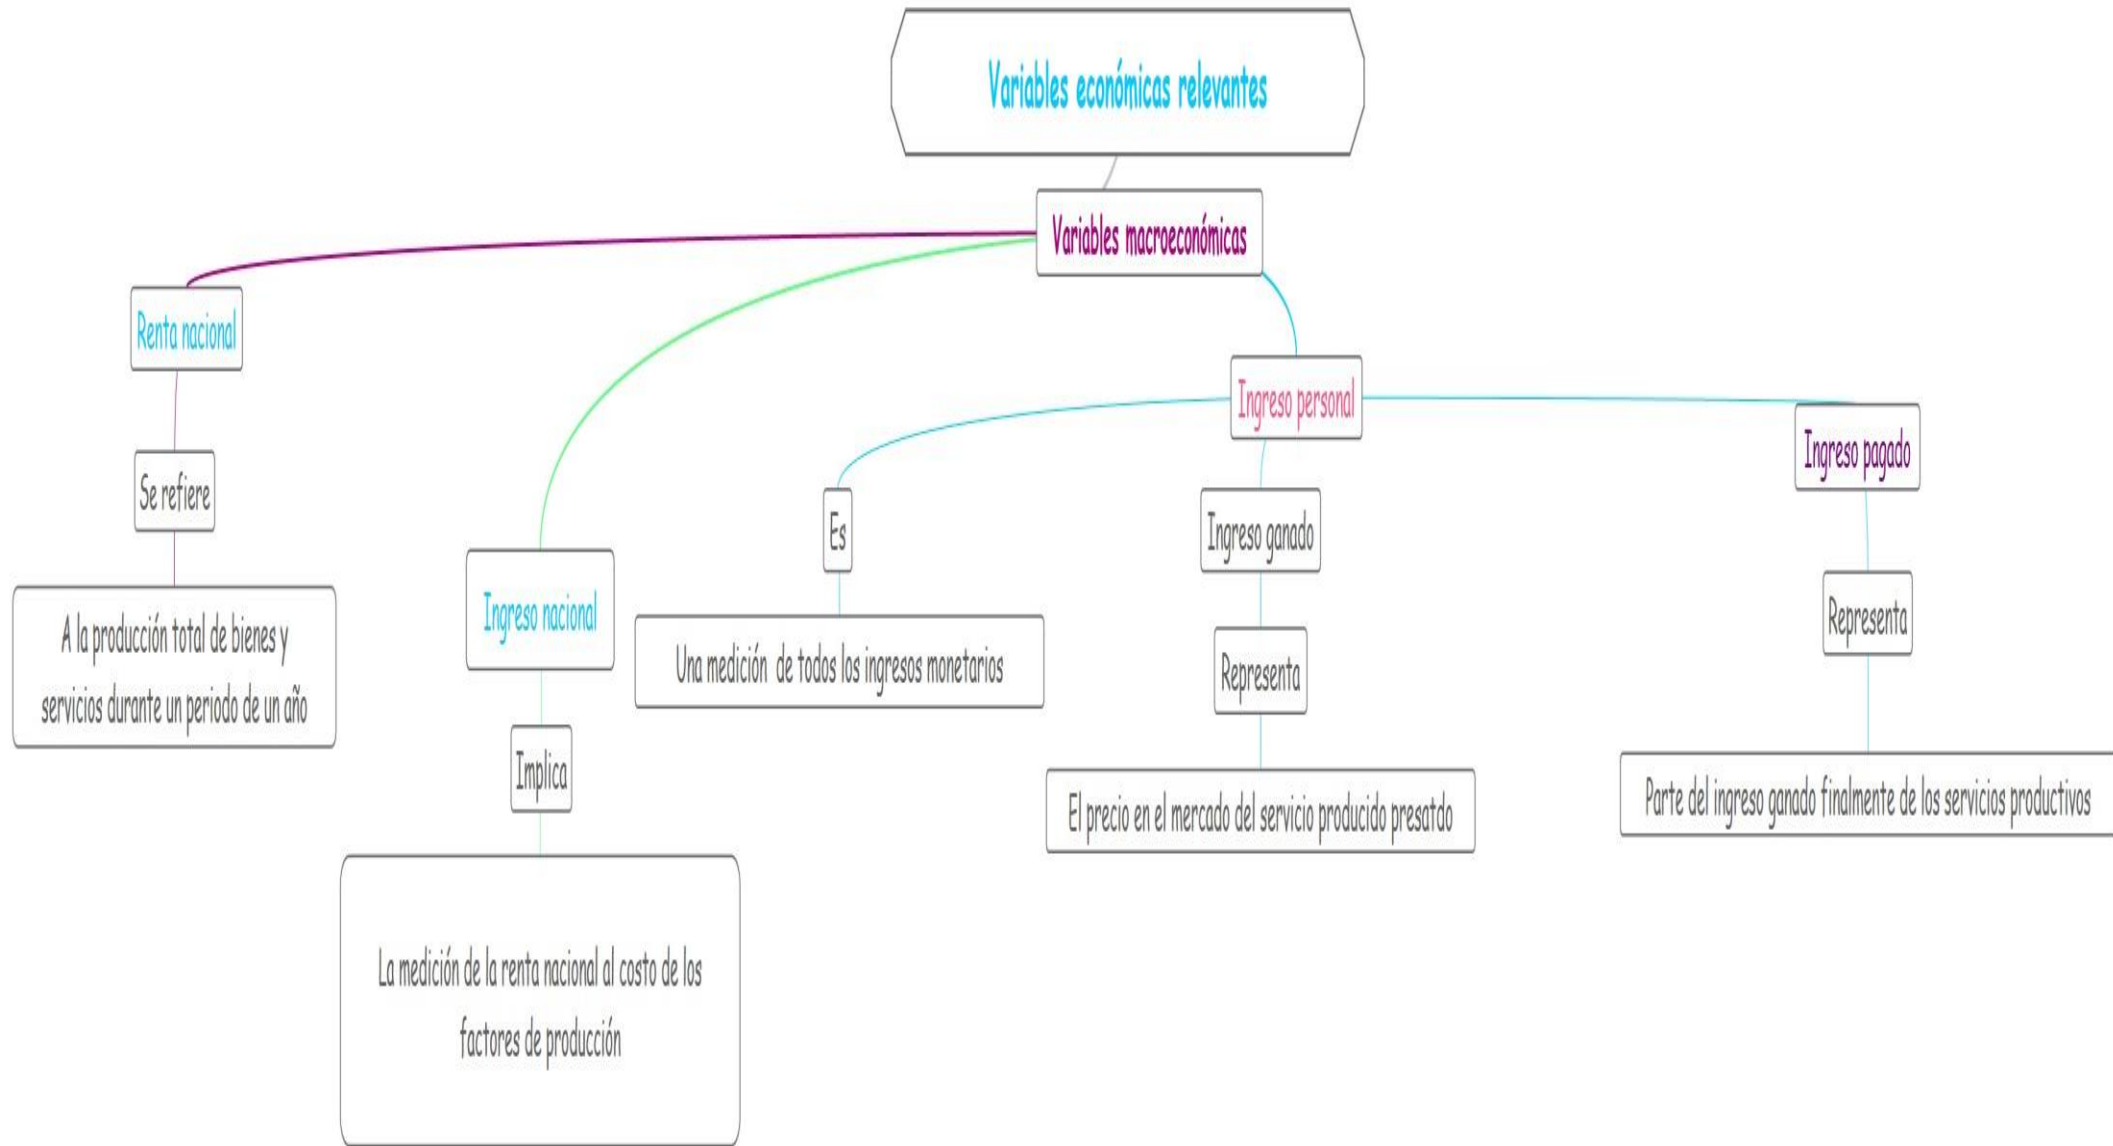 Variables económicas relevantes
Variables macroeconómicas
Renta nacional
Se refiere
A la producción total de bienes y
servicios durante un periodo de un año
Ingreso nacional
Implica
La medición de la renta nacional al costo de los
factores de producción
Ingreso personal
Es
Una medición de todos los ingresos monetarios
Ingreso ganado
Representa
El precio en el mercado del servicio producido presatdo
Ingreso pagado
Representa
Parte del ingreso ganado finalmente de los servicios productivos